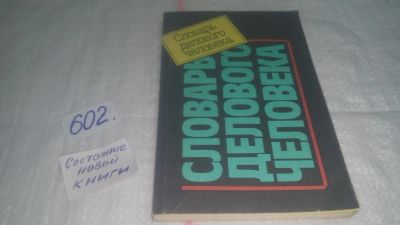 Словарь
делового
Человека
СЛОВАРЬ
ДЕЛОВОГО
ЧЕЛОВЕКА
602.
Состояние
новой
книги